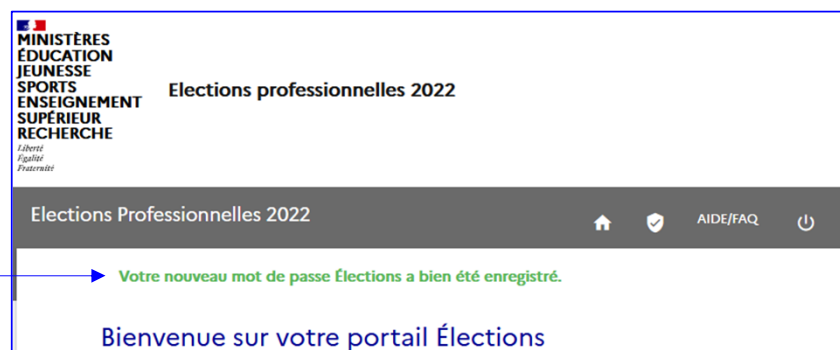 MINISTÈRES
ÉDUCATION
JEUNESSE
SPORTS
ENSEIGNEMENT
SUPÉRIEUR
RECHERCHE
Liberté
Égalité
Fraternité
Elections professionnelles 2022
Elections Professionnelles 2022
AIDE/FAQ
Votre nouveau mot de passe Élections a bien été enregistré.
Bienvenue sur votre portail Élections